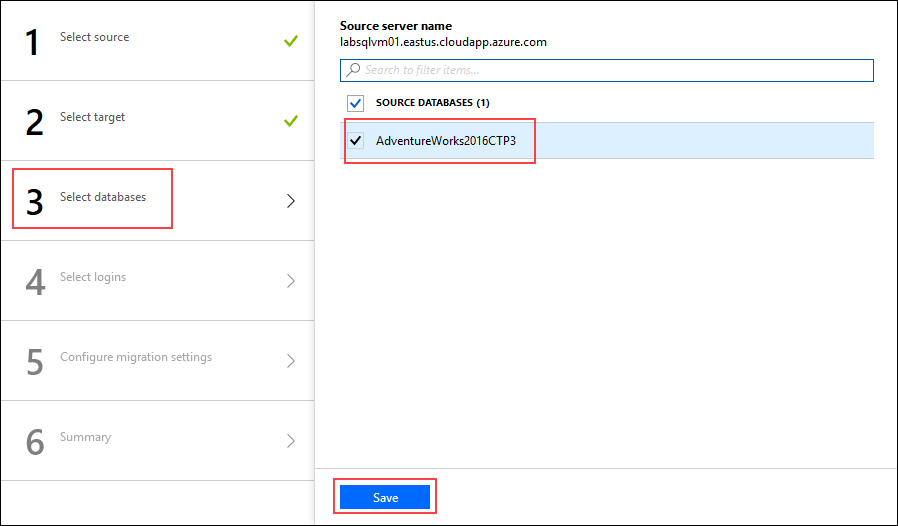 1 Select source
2 Select target
3 Select databases
4 Select logins
5 Configure migration settings
6 Summary
Source server name
labsqlvm01.eastus.cloudapp.azure.com
Search to filter items...
SOURCE DATABASES (1)
AdventureWorks2016CTP3
Save